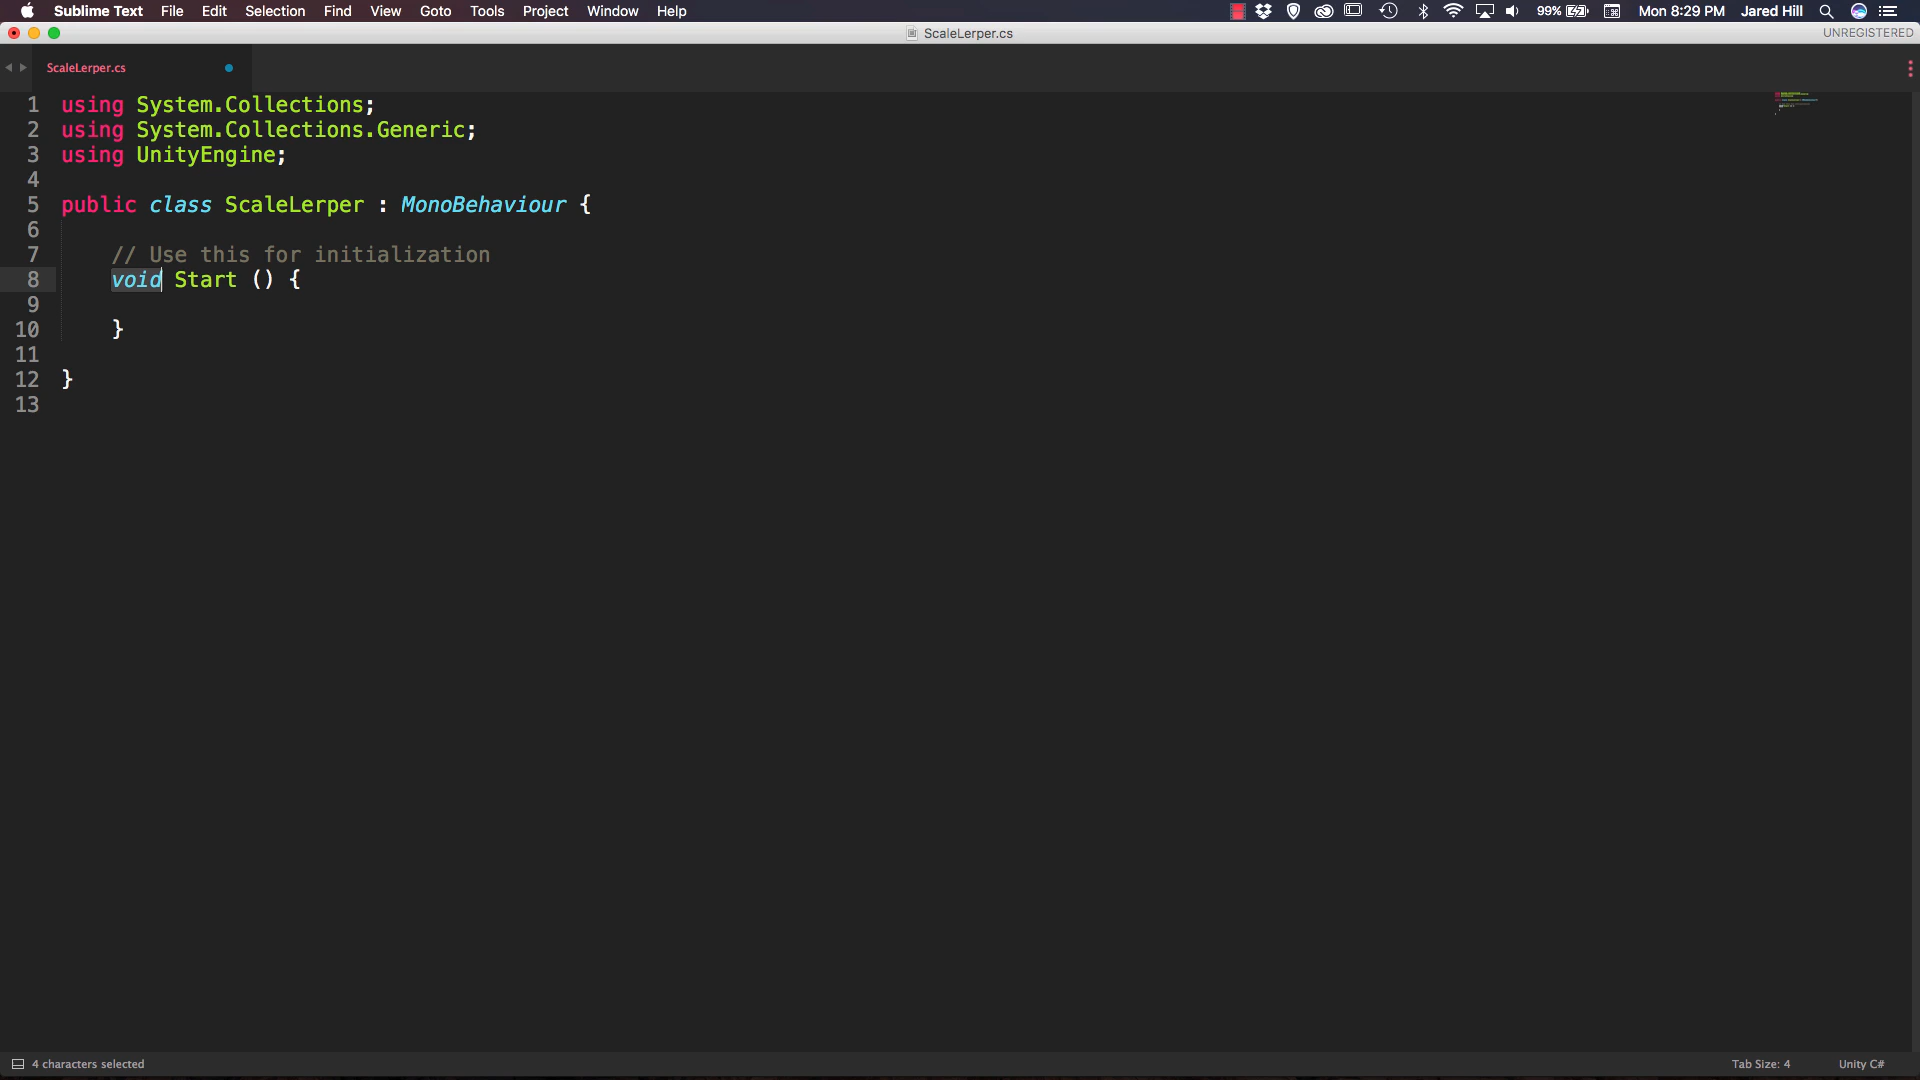 Sublime Text File Edit Selection Find View Goto Tools Project Window Help 99% Mon 8:29 PM Jared Hill
ScaleLerper.cs UNREGISTERED
ScaleLerper.cs
1 using System.Collections;
2 using System.Collections.Generic;
3 using UnityEngine;
4
5 public class ScaleLerper : MonoBehaviour {
6
7 // Use this for initialization
8 void Start () {
9
10 }
11
12 }
13
4 characters selected Tab Size: 4 Unity C#